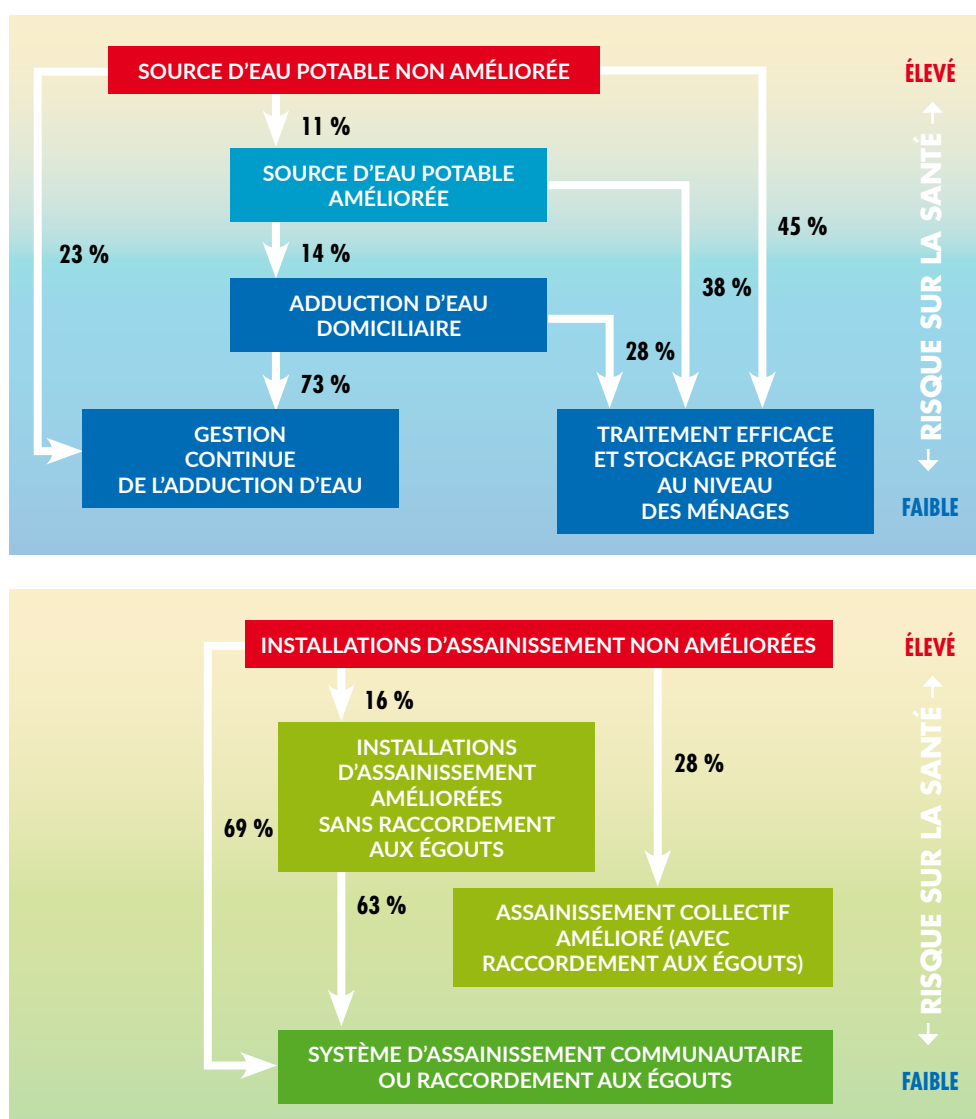 SOURCE D'EAU POTABLE NON AMÉLIORÉE
ÉLEVÉ
11 %
SOURCE D'EAU POTABLE
AMÉLIORÉE
45 %
23 %
14 %
38 %
ADDUCTION D'EAU
DOMICILIAIRE
28 %
73 %
GESTION
CONTINUE
DE L'ADDUCTION D'EAU
TRAITEMENT EFFICACE
ET STOCKAGE PROTÉGÉ
AU NIVEAU
DES MÉNAGES
RISQUE SUR LA SANTÉ
FAIBLE
INSTALLATIONS D'ASSAINISSEMENT NON AMÉLIORÉES
ÉLEVÉ
16 %
INSTALLATIONS
D'ASSAINISSEMENT
AMÉLIORÉES
SANS RACCORDEMENT
AUX ÉGOUTS
28 %
69 %
63 %
ASSAINISSEMENT COLLECTIF
AMÉLIORÉ (AVEC
RACCORDEMENT AUX ÉGOUTS)
SYSTÈME D'ASSAINISSEMENT COMMUNAUTAIRE
OU RACCORDEMENT AUX ÉGOUTS
RISQUE SUR LA SANTÉ
FAIBLE